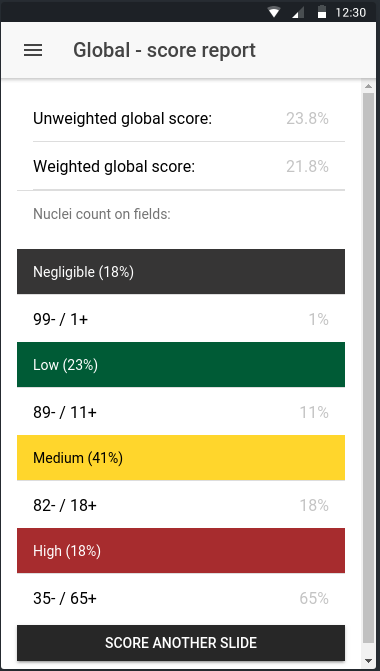 12:30
Global - score report
Unweighted global score: 23.8%
Weighted global score: 21.8%
Nuclei count on fields:
Negligible (18%)
99- / 1+ 1%
Low (23%)
89- / 11+ 11%
Medium (41%)
82- / 18+ 18%
High (18%)
35- / 65+ 65%
SCORE ANOTHER SLIDE